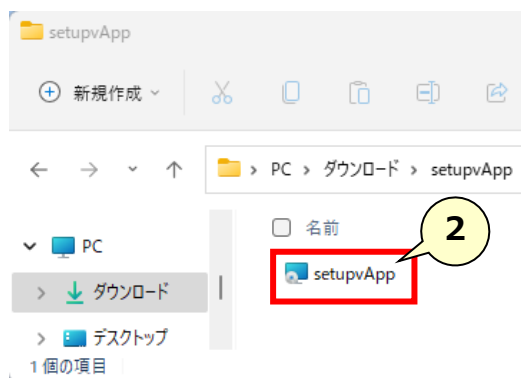 setupvApp
新規作成
PC > ダウンロード > setupvApp
名前
2
PC
setupvApp
ダウンロード
デスクトップ
1 個の項目